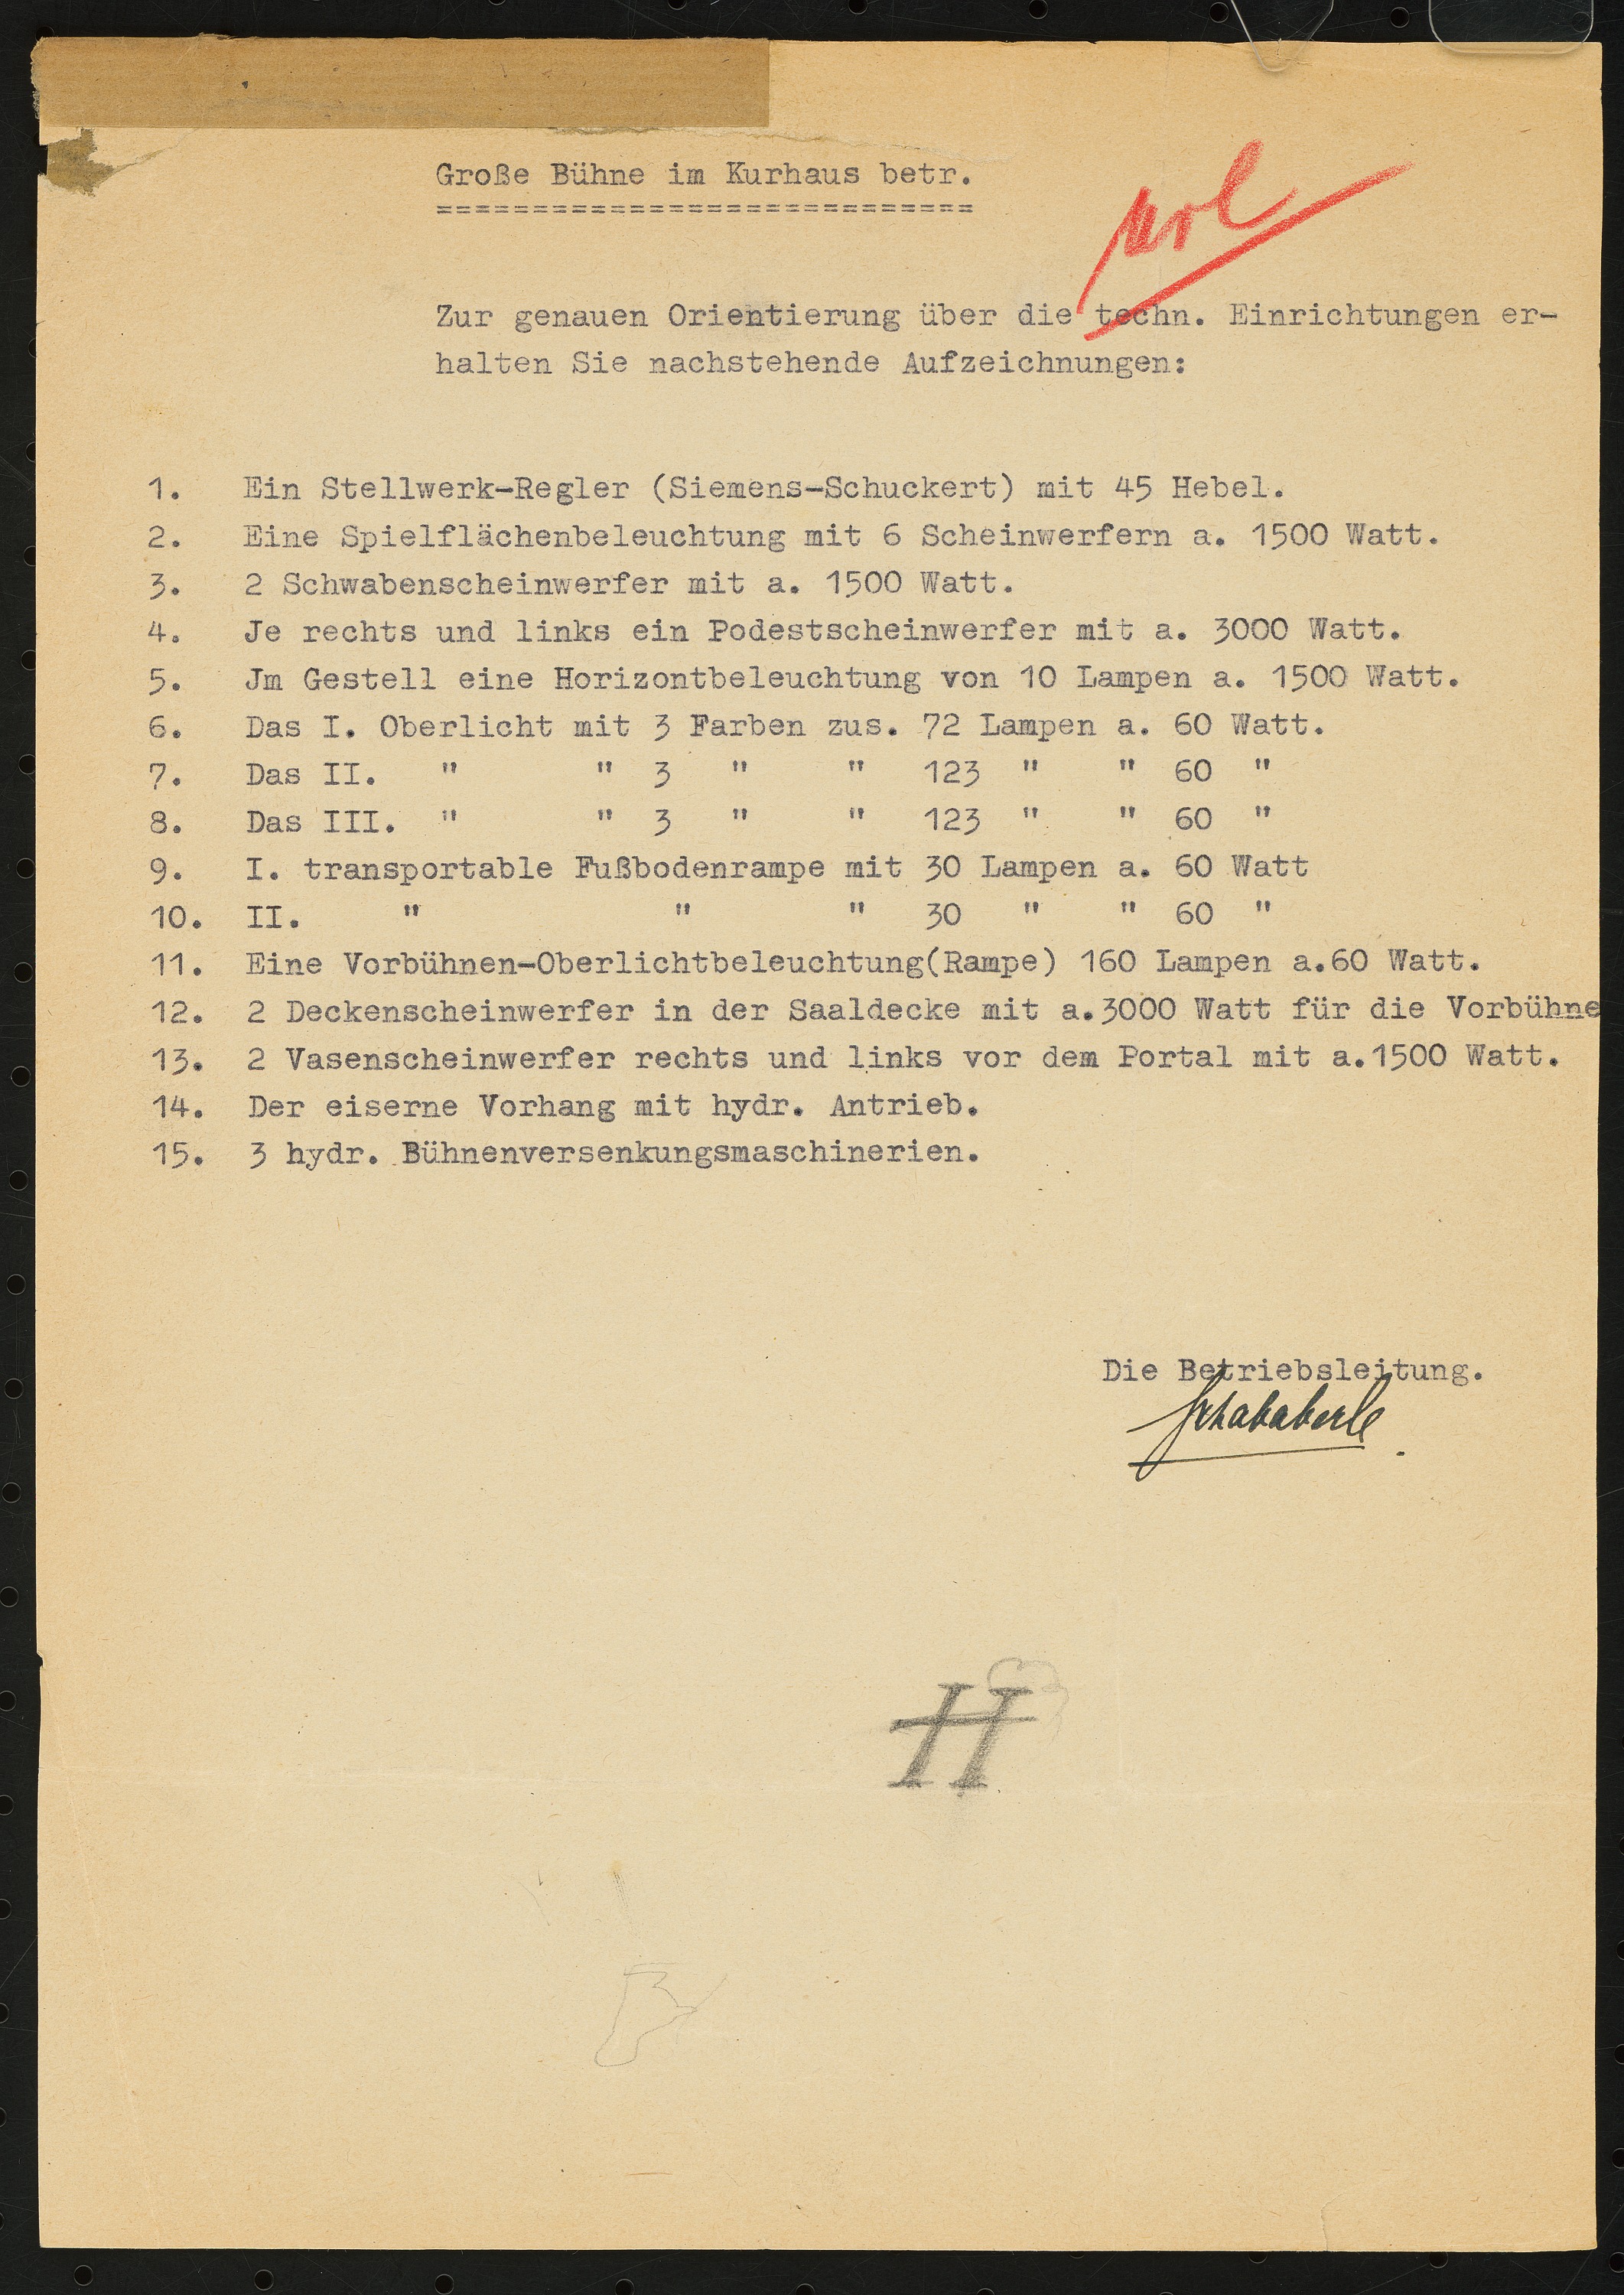 Große Bühne im Kurhaus betr.
============================
Zur genauen Orientierung über die techn. Einrichtungen er-
halten Sie nachstehende Aufzeichnungen:
1. Ein Stellwerk-Regler (Siemens-Schuckert) mit 45 Hebel.
2. Eine Spielflächenbeleuchtung mit 6 Scheinwerfern a. 1500 Watt.
3. 2 Schwabenscheinwerfer mit a. 1500 Watt.
4. Je rechts und links ein Podestscheinwerfer mit a. 3000 Watt.
5. Jm Gestell eine Horizontbeleuchtung von 10 Lampen a. 1500 Watt.
6. Das I. Oberlicht mit 3 Farben zus. 72 Lampen a. 60 Watt.
7. Das II. " " 3 " " 123 " " 60 "
8. Das III. " " 3 " " 123 " " 60 "
9. I. transportable Fußbodenrampe mit 30 Lampen a. 60 Watt
10. II. " " " 30 " " 60 "
11. Eine Vorbühnen-Oberlichtbeleuchtung(Rampe) 160 Lampen a.60 Watt.
12. 2 Deckenscheinwerfer in der Saaldecke mit a.3000 Watt für die Vorbühne
13. 2 Vasenscheinwerfer rechts und links vor dem Portal mit a.1500 Watt.
14. Der eiserne Vorhang mit hydr. Antrieb.
15. 3 hydr. Bühnenversenkungsmaschinerien.
Die Betriebsleitung.
H